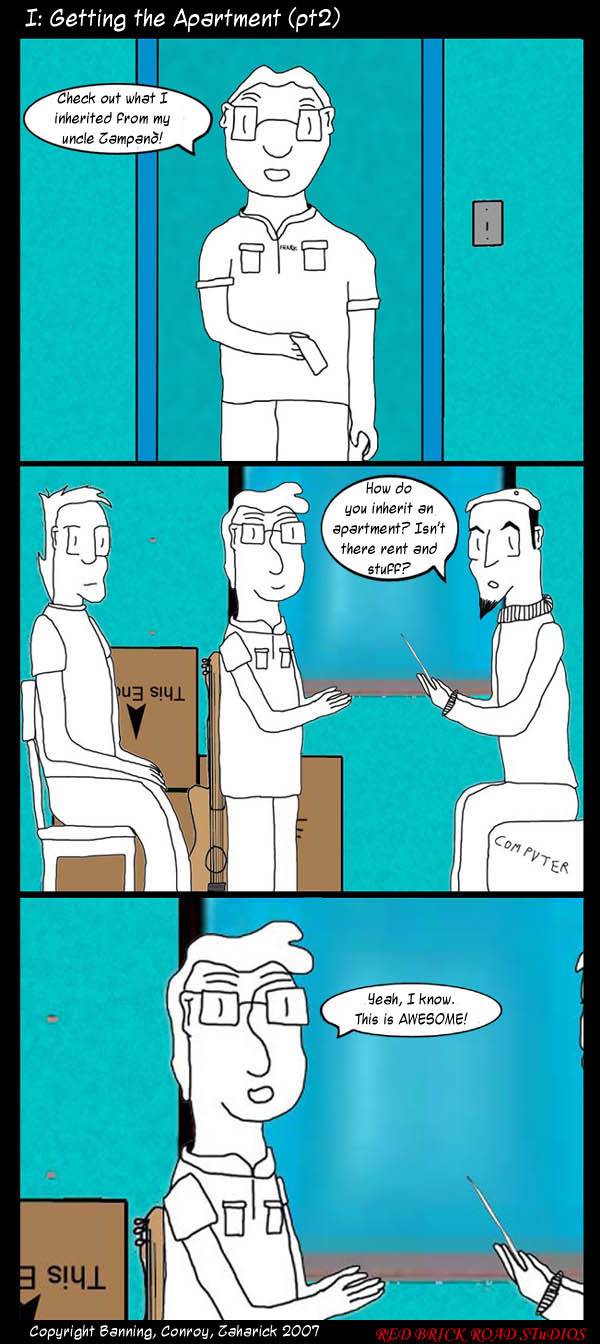 I: Getting the Apartment (pt2)
Check out what I
inherited from my
uncle Zampanò!
FRANK
How do
you inherit an
apartment? Isn't
there rent and
stuff?
This End
COMPUTER
Yeah, I know.
This is AWESOME!
This E
Copyright Banning, Conroy, Zaharick 2007
RED BRICK ROAD STUDIOS